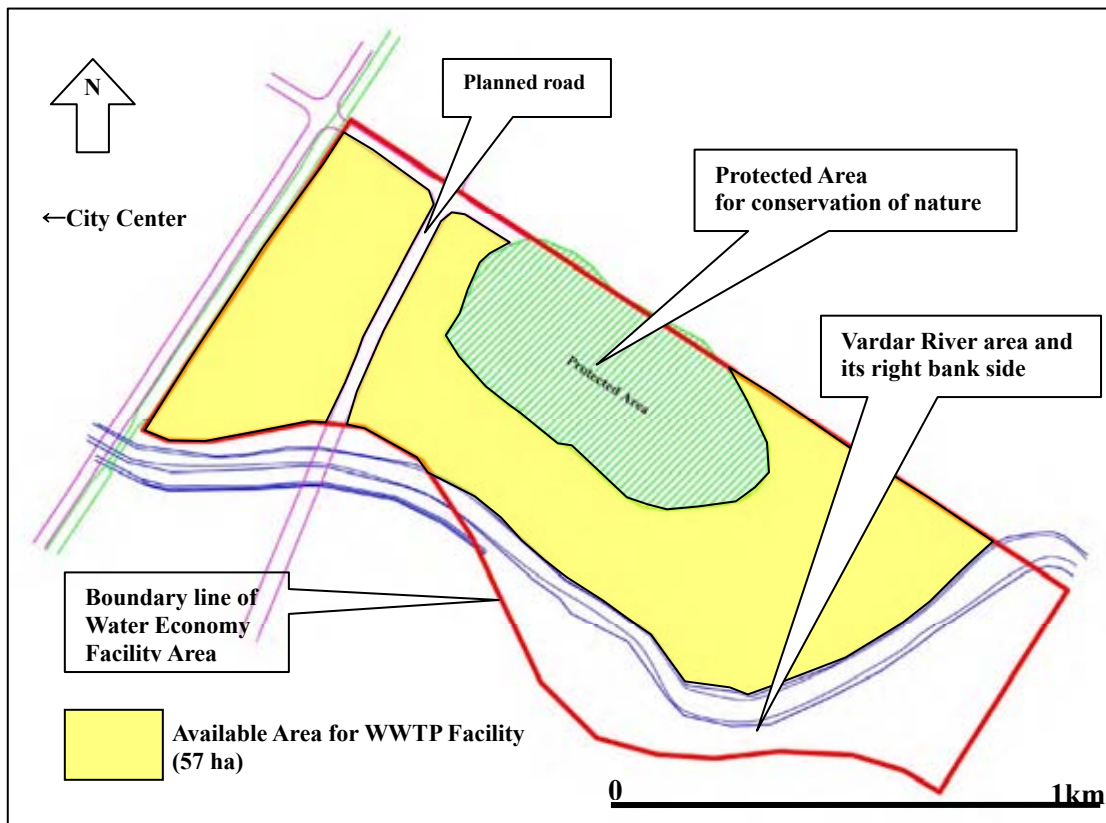 N
←City Center
Planned road
Protected Area
for conservation of nature
Vardar River area and
its right bank side
Protected Area
Boundary line of
Water Economy
Facility Area
Available Area for WWTP Facility
(57 ha)
0
1km